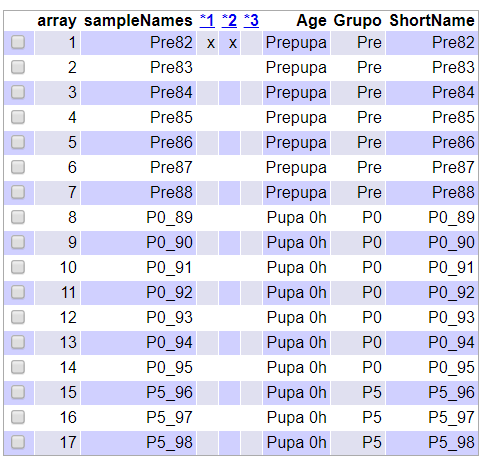 array sampleNames *1 *2 *3 Age Grupo ShortName
1 Pre82 x x Prepupa Pre Pre82
2 Pre83 Prepupa Pre Pre83
3 Pre84 Prepupa Pre Pre84
4 Pre85 Prepupa Pre Pre85
5 Pre86 Prepupa Pre Pre86
6 Pre87 Prepupa Pre Pre87
7 Pre88 Prepupa Pre Pre88
8 P0_89 Pupa 0h P0 P0_89
9 P0_90 Pupa 0h P0 P0_90
10 P0_91 Pupa 0h P0 P0_91
11 P0_92 Pupa 0h P0 P0_92
12 P0_93 Pupa 0h P0 P0_93
13 P0_94 Pupa 0h P0 P0_94
14 P0_95 Pupa 0h P0 P0_95
15 P5_96 Pupa 0h P5 P5_96
16 P5_97 Pupa 0h P5 P5_97
17 P5_98 Pupa 0h P5 P5_98